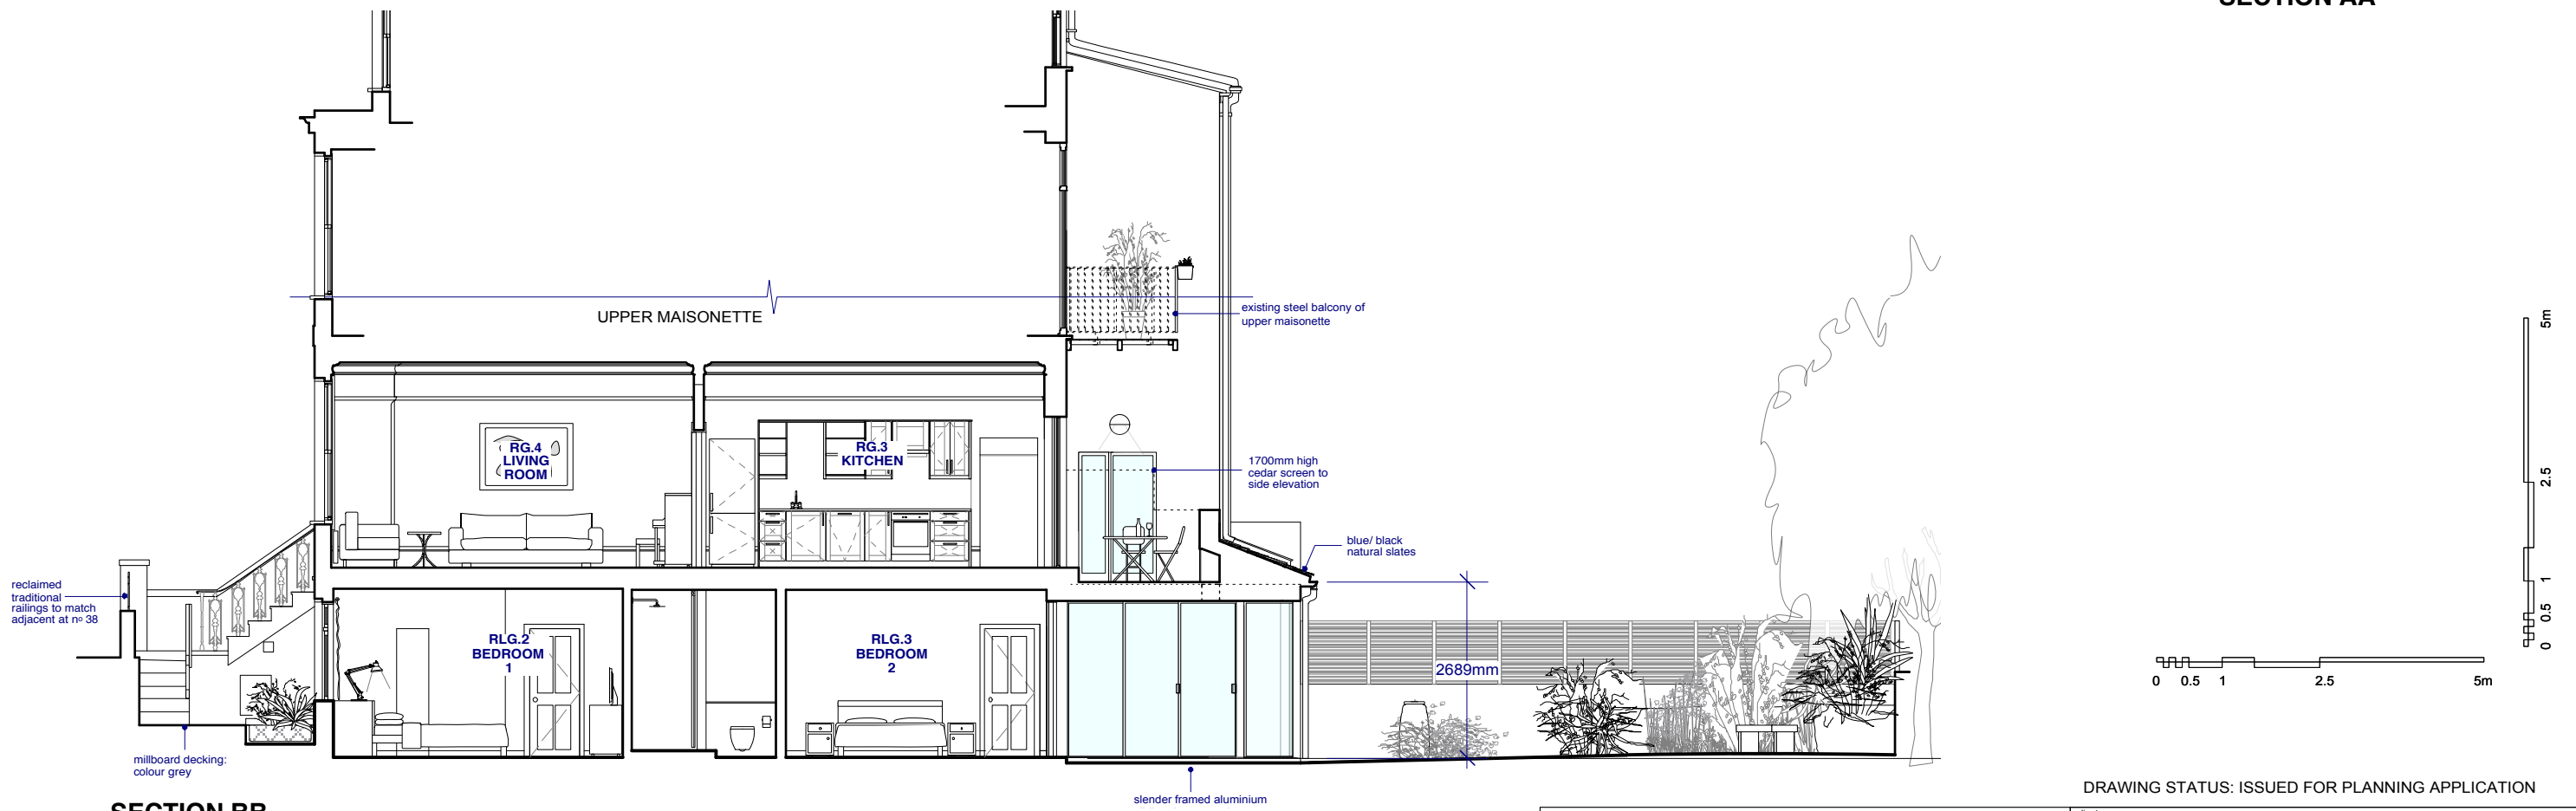 SECTION AA
UPPER MAISONETTE
existing steel balcony of
upper maisonette
RG.4
LIVING
ROOM
RG.3
KITCHEN
1700mm high
cedar screen to
side elevation
blue/ black
natural slates
reclaimed
traditional
railings to match
adjacent at nº 38
RLG.2
BEDROOM
1
RLG.3
BEDROOM
2
2689mm
millboard decking:
colour grey
slender framed aluminium
SECTION BB
5m
2.5
1
0.5
0
0 0.5 1 2.5 5m
DRAWING STATUS: ISSUED FOR PLANNING APPLICATION